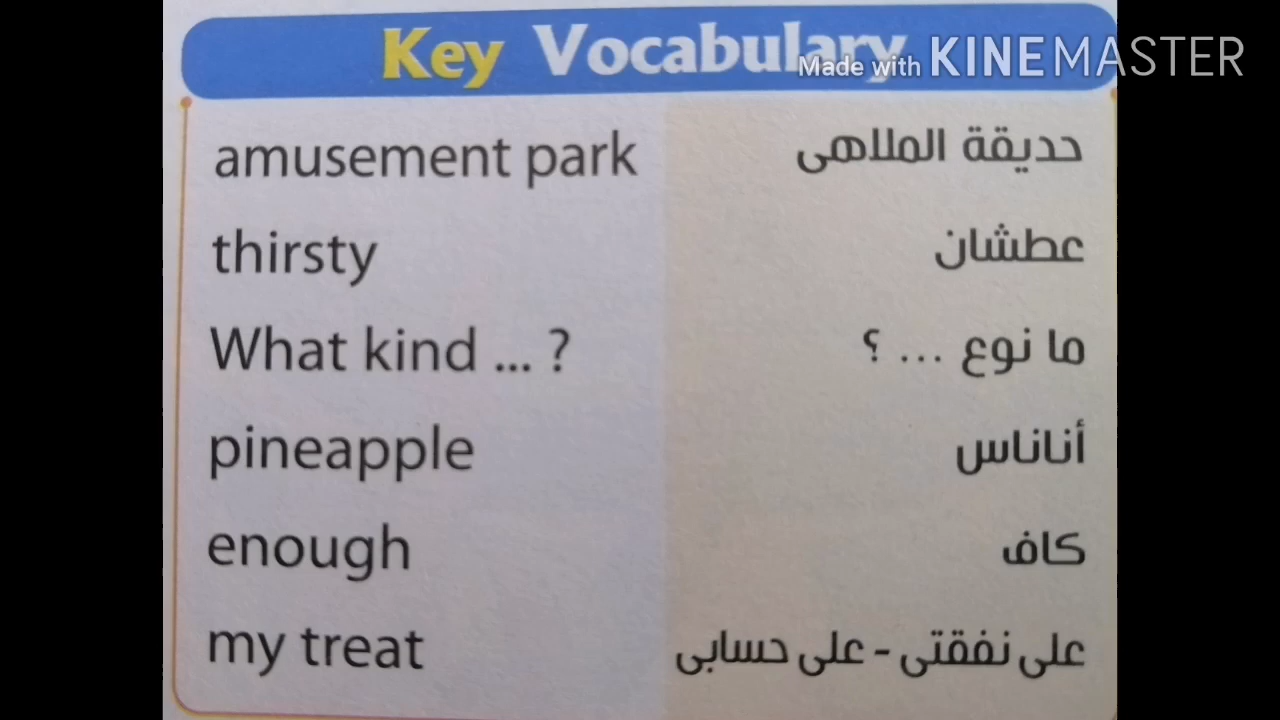 Key Vocabulary
Made with KINEMASTER
amusement park حديقة الملاهى
thirsty عطشان
What kind ... ? ما نوع ... ؟
pineapple أناناس
enough كاف
my treat على نفقتى - على حسابى